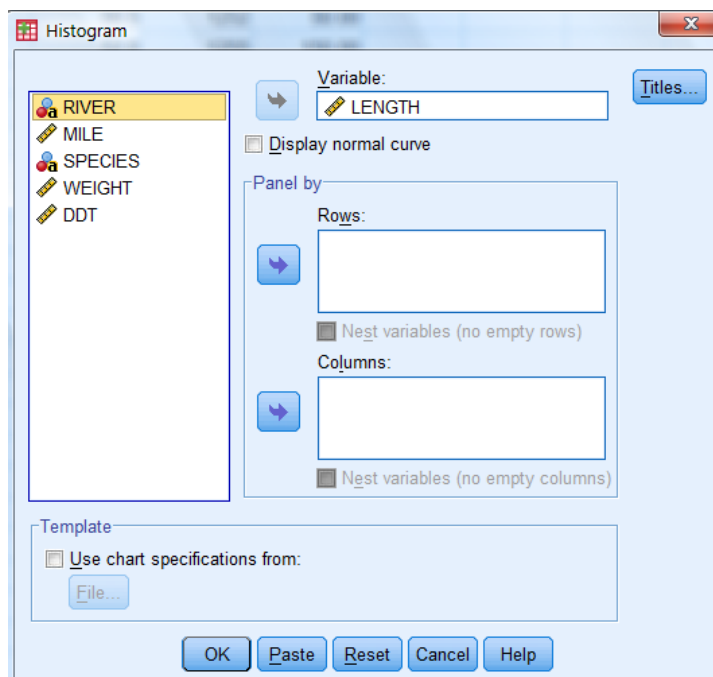 Histogram
Variable:
LENGTH
Titles...
RIVER
MILE
SPECIES
WEIGHT
DDT
Display normal curve
Panel by
Rows:
Nest variables (no empty rows)
Columns:
Nest variables (no empty columns)
Template
Use chart specifications from:
File...
OK Paste Reset Cancel Help